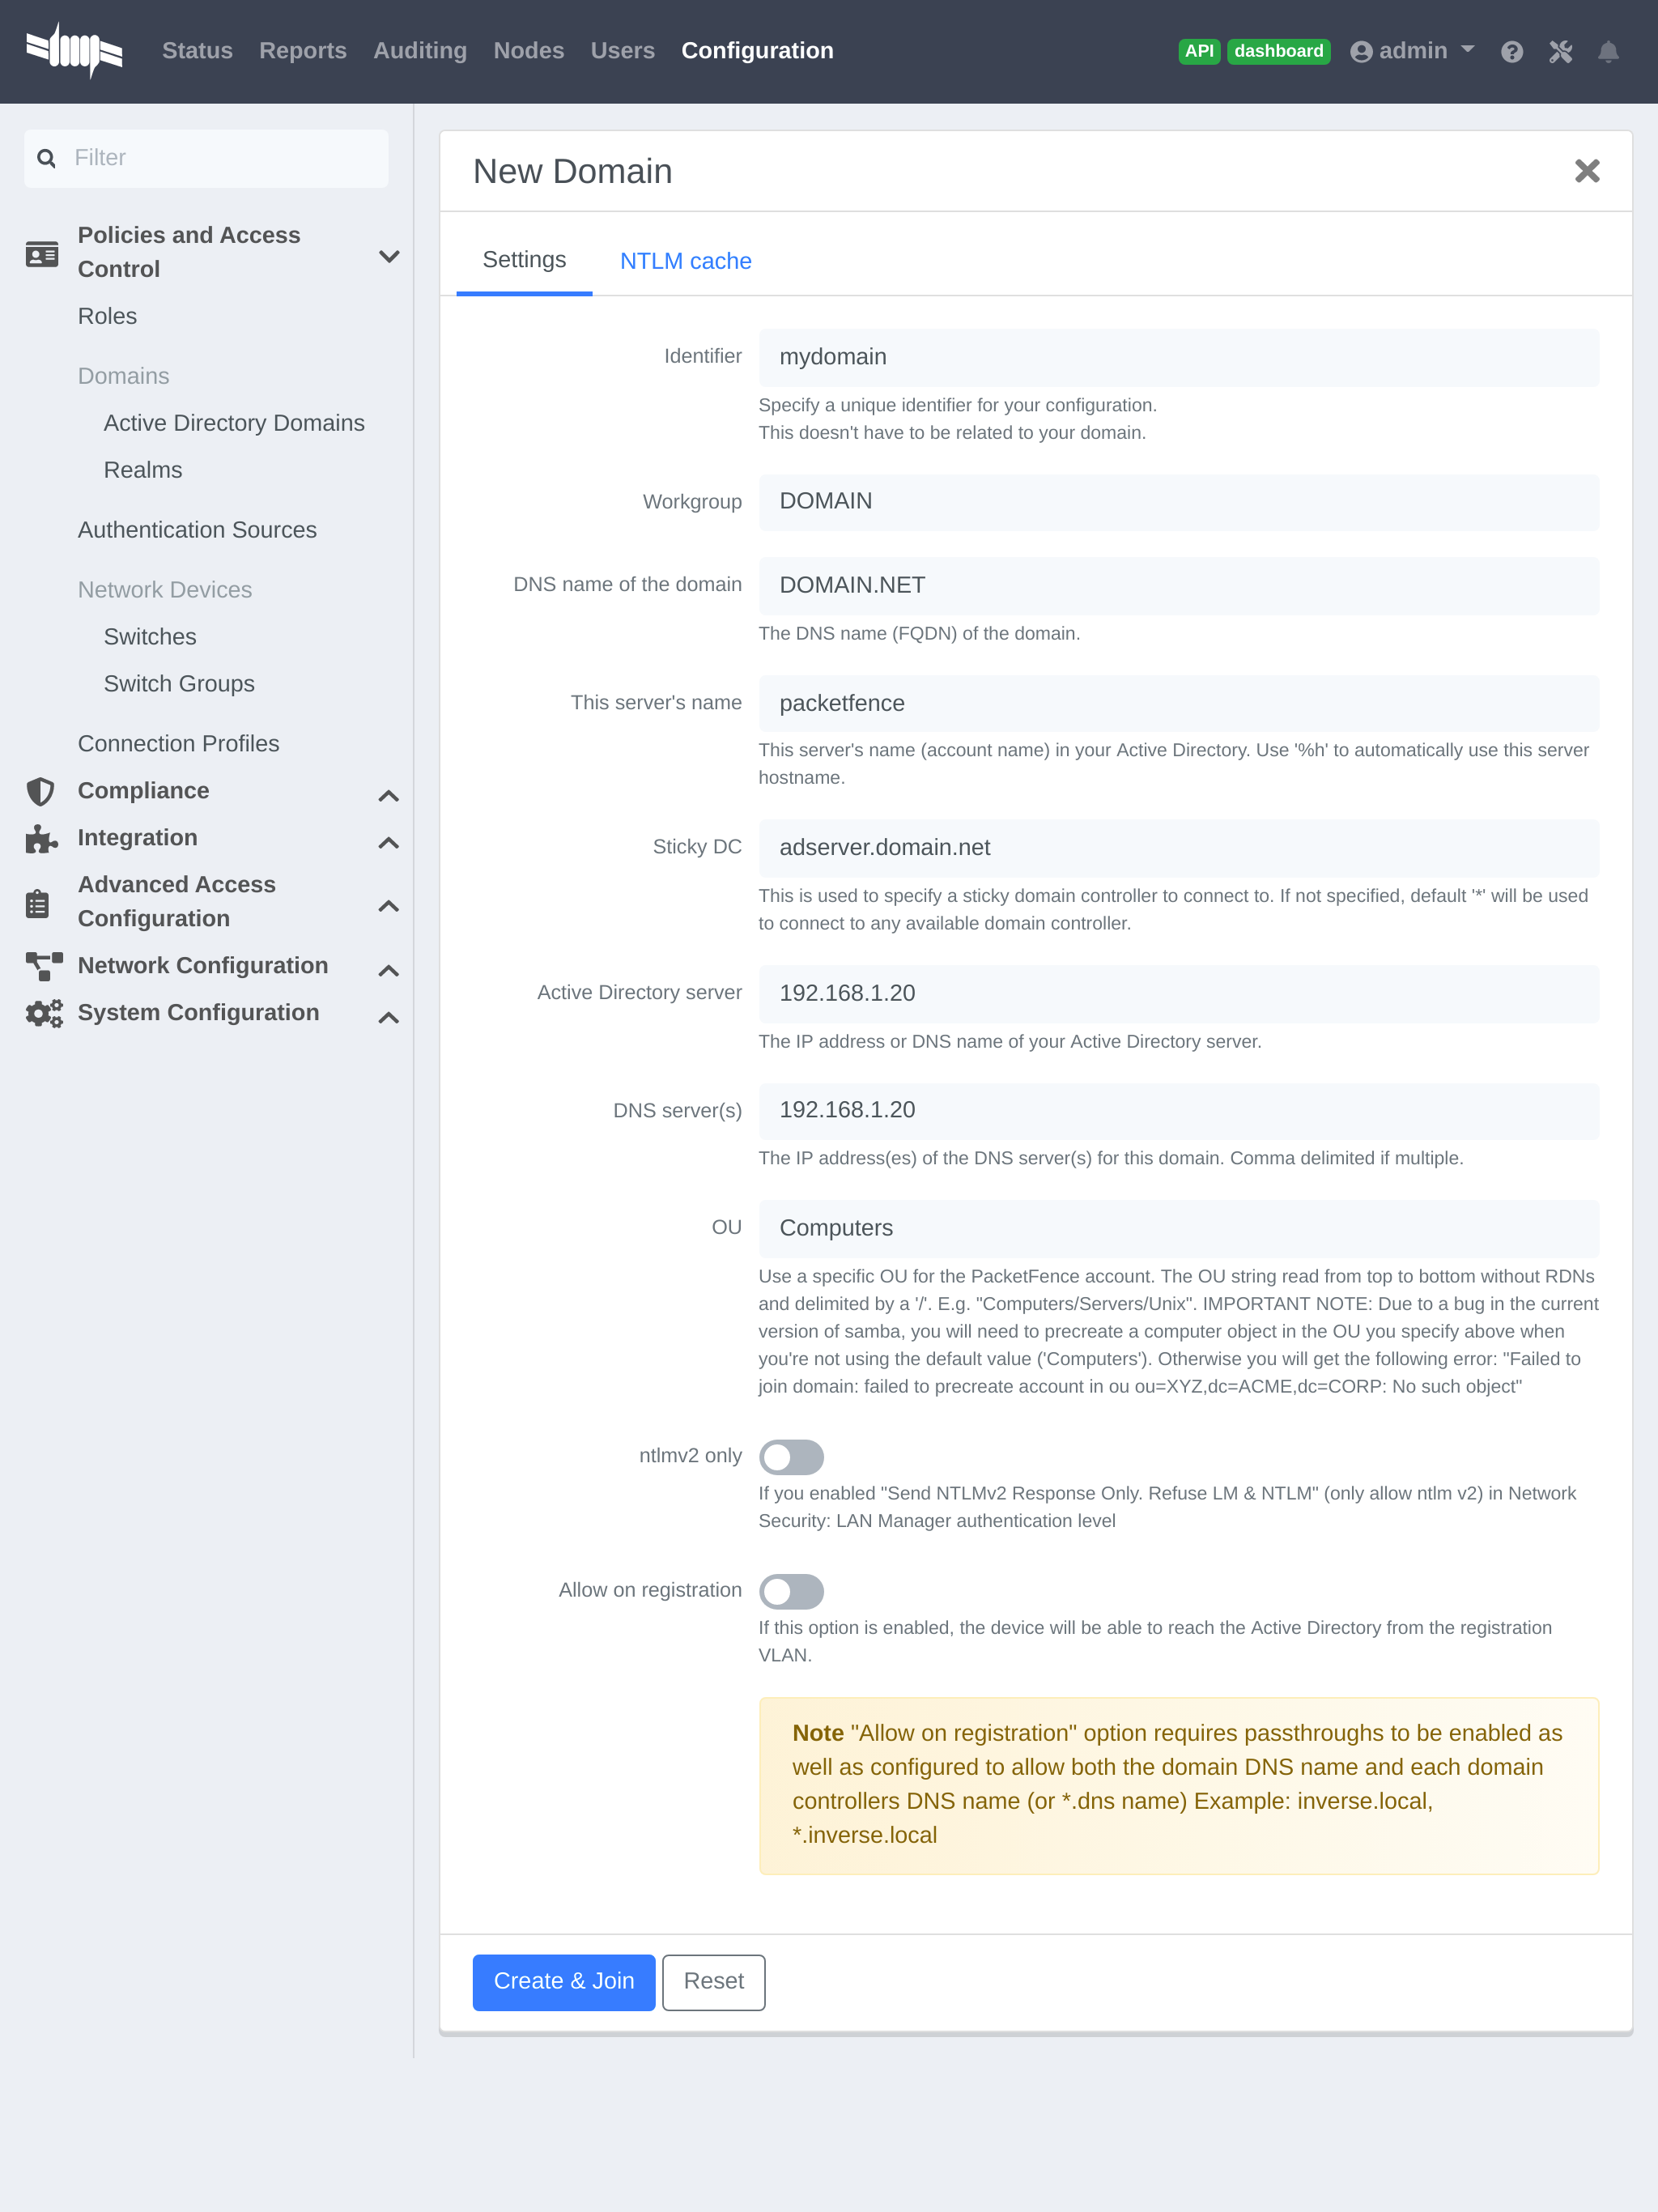 Status Reports Auditing Nodes Users Configuration API dashboard admin
Filter
Policies and Access
Control
Roles
Domains
Active Directory Domains
Realms
Authentication Sources
Network Devices
Switches
Switch Groups
Connection Profiles
Compliance
Integration
Advanced Access
Configuration
Network Configuration
System Configuration
New Domain
Settings NTLM cache
Identifier mydomain
Specify a unique identifier for your configuration.
This doesn't have to be related to your domain.
Workgroup DOMAIN
DNS name of the domain DOMAIN.NET
The DNS name (FQDN) of the domain.
This server's name packetfence
This server's name (account name) in your Active Directory. Use '%h' to automatically use this server
hostname.
Sticky DC adserver.domain.net
This is used to specify a sticky domain controller to connect to. If not specified, default '*' will be used
to connect to any available domain controller.
Active Directory server 192.168.1.20
The IP address or DNS name of your Active Directory server.
DNS server(s) 192.168.1.20
The IP address(es) of the DNS server(s) for this domain. Comma delimited if multiple.
OU Computers
Use a specific OU for the PacketFence account. The OU string read from top to bottom without RDNs
and delimited by a '/'. E.g. "Computers/Servers/Unix". IMPORTANT NOTE: Due to a bug in the current
version of samba, you will need to precreate a computer object in the OU you specify above when
you're not using the default value ('Computers'). Otherwise you will get the following error: "Failed to
join domain: failed to precreate account in ou ou=XYZ,dc=ACME,dc=CORP: No such object"
ntlmv2 only
If you enabled "Send NTLMv2 Response Only. Refuse LM & NTLM" (only allow ntlm v2) in Network
Security: LAN Manager authentication level
Allow on registration
If this option is enabled, the device will be able to reach the Active Directory from the registration
VLAN.
Note "Allow on registration" option requires passthroughs to be enabled as
well as configured to allow both the domain DNS name and each domain
controllers DNS name (or *.dns name) Example: inverse.local,
*.inverse.local
Create & Join Reset